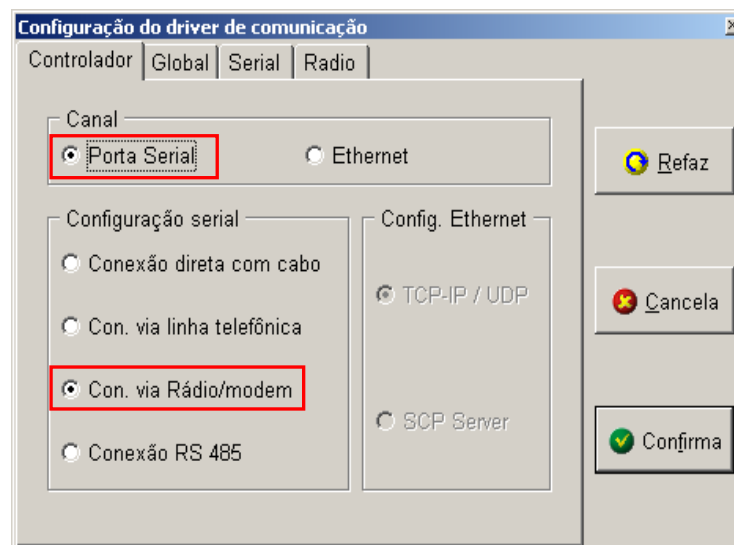 Configuração do driver de comunicação
Controlador Global Serial Radio
Canal
Porta Serial Ethernet
Refaz
Configuração serial Config. Ethernet
Conexão direta com cabo
TCP-IP / UDP
Cancela
Con. via linha telefônica
Con. via Rádio/modem
SCP Server
Confirma
Conexão RS 485